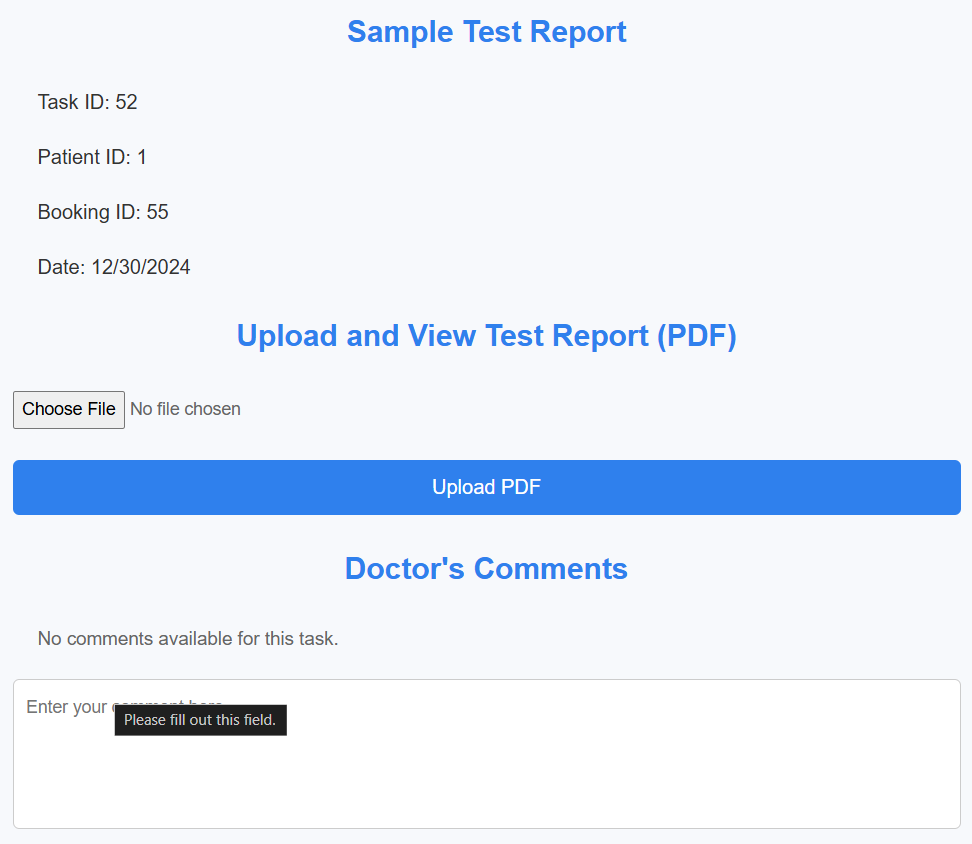 Sample Test Report
Task ID: 52
Patient ID: 1
Booking ID: 55
Date: 12/30/2024
Upload and View Test Report (PDF)
Choose File No file chosen
Upload PDF
Doctor's Comments
No comments available for this task.
Enter your comment here
Please fill out this field.